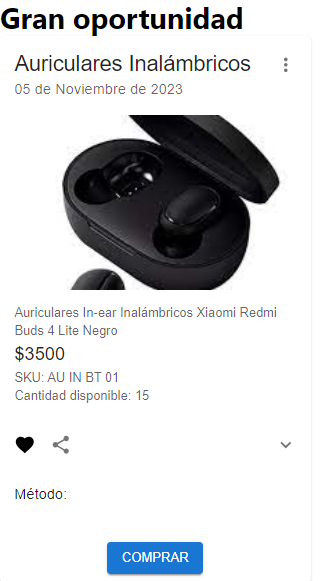 Gran oportunidad
Auriculares Inalámbricos
05 de Noviembre de 2023
Auriculares In-ear Inalámbricos Xiaomi Redmi
Buds 4 Lite Negro
$3500
SKU: AU IN BT 01
Cantidad disponible: 15
Método:
COMPRAR